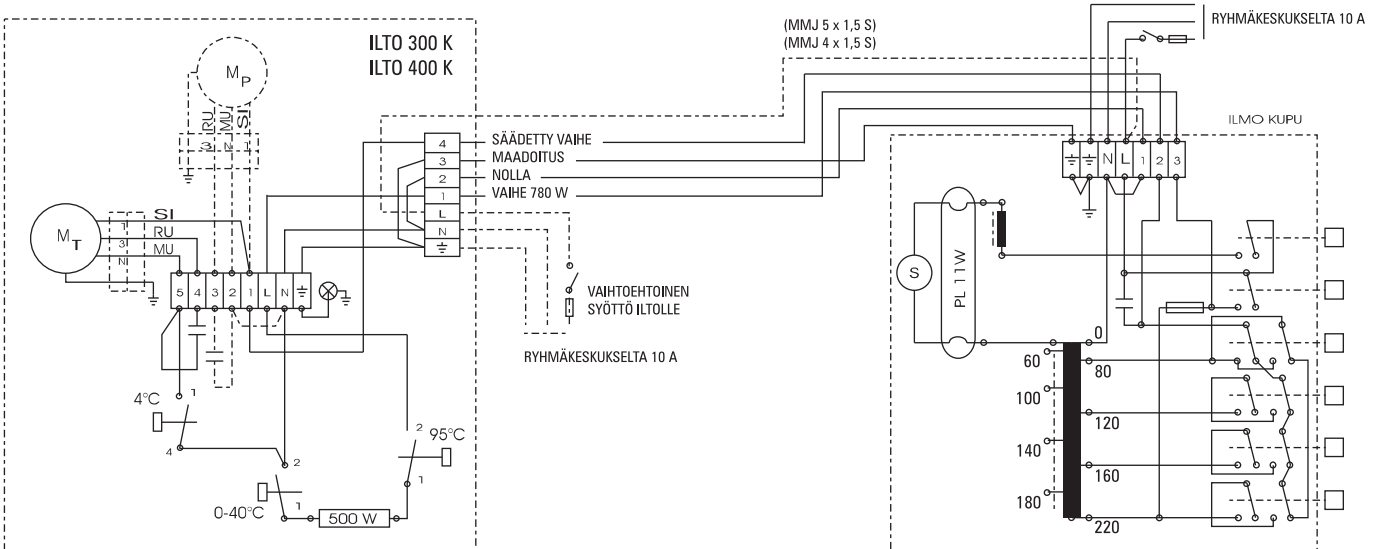 ILTO 300 K
ILTO 400 K
M P
RU
MU
SI
3
N
1
M T
SI
RU
MU
1
3
N
5 4 3 2 1 L N
4
3
2
1
L
N
SÄÄDETTY VAIHE
MAADOITUS
NOLLA
VAIHE 780 W
(MMJ 5 x 1,5 S)
(MMJ 4 x 1,5 S)
RYHMÄKESKUKSELTA 10 A
VAIHTOEHTOINEN
SYÖTTÖ ILTOLLE
RYHMÄKESKUKSELTA 10 A
4°C
1
4
2
95°C
1
2
1
0-40°C
500 W
ILMO KUPU
N L 1 2 3
S
PL 11W
0
60
80
100
120
140
160
180
220